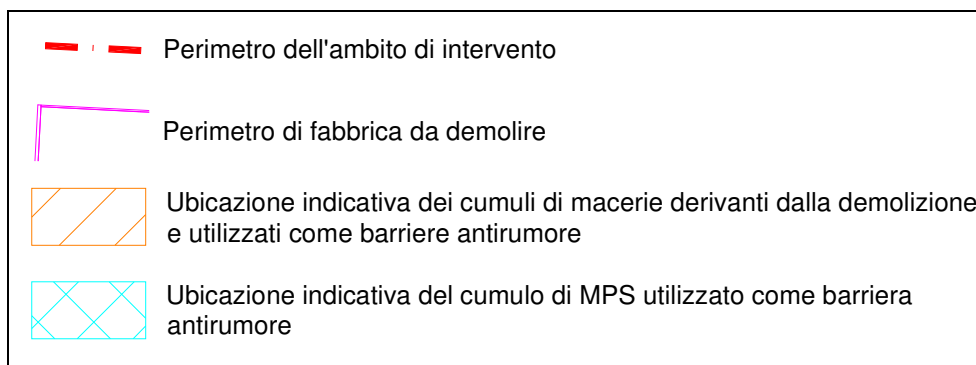 Perimetro dell'ambito di intervento
Perimetro di fabbrica da demolire
Ubicazione indicativa dei cumuli di macerie derivanti dalla demolizione
e utilizzati come barriere antirumore
Ubicazione indicativa del cumulo di MPS utilizzato come barriera
antirumore